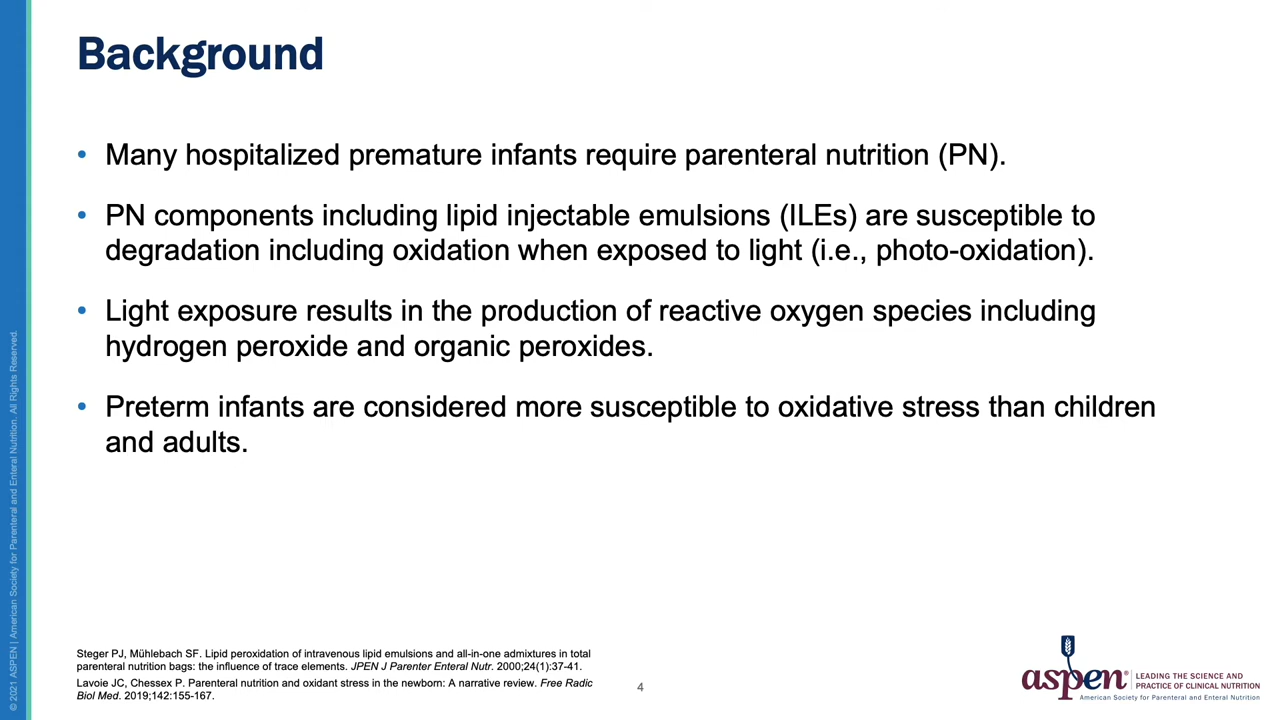 Background
• Many hospitalized premature infants require parenteral nutrition (PN).
• PN components including lipid injectable emulsions (ILEs) are susceptible to
degradation including oxidation when exposed to light (i.e., photo-oxidation).
• Light exposure results in the production of reactive oxygen species including
hydrogen peroxide and organic peroxides.
• Preterm infants are considered more susceptible to oxidative stress than children
and adults.
Steger PJ, Mühlebach SF. Lipid peroxidation of intravenous lipid emulsions and all-in-one admixtures in total
parenteral nutrition bags: the influence of trace elements. JPEN J Parenter Enteral Nutr. 2000;24(1):37-41.
Lavoie JC, Chessex P. Parenteral nutrition and oxidant stress in the newborn: A narrative review. Free Radic
Biol Med. 2019;142:155-167.
4
aspen®
LEADING THE SCIENCE AND
PRACTICE OF CLINICAL NUTRITION
American Society for Parenteral and Enteral Nutrition
© 2021 ASPEN | American Society for Parenteral and Enteral Nutrition. All Rights Reserved.